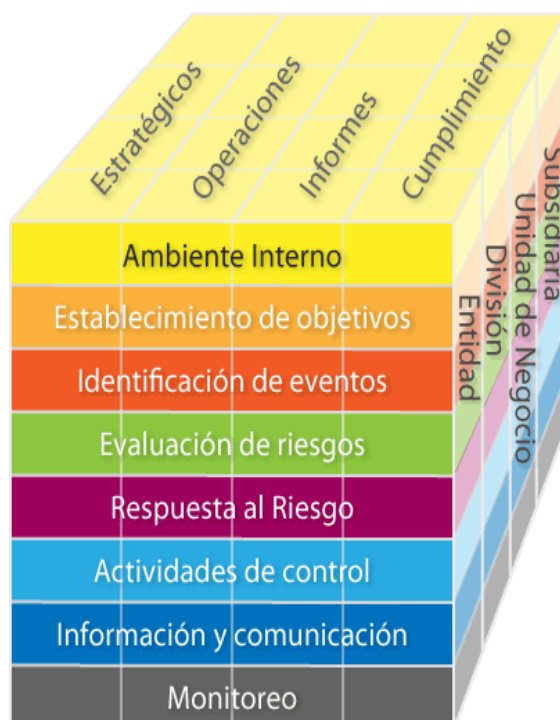 Estratégicos
Operaciones
Informes
Cumplimiento
Ambiente Interno
Establecimiento de objetivos
Identificación de eventos
Evaluación de riesgos
Respuesta al Riesgo
Actividades de control
Información y comunicación
Monitoreo
Entidad
División
Unidad de Negocio
Subsidiaria